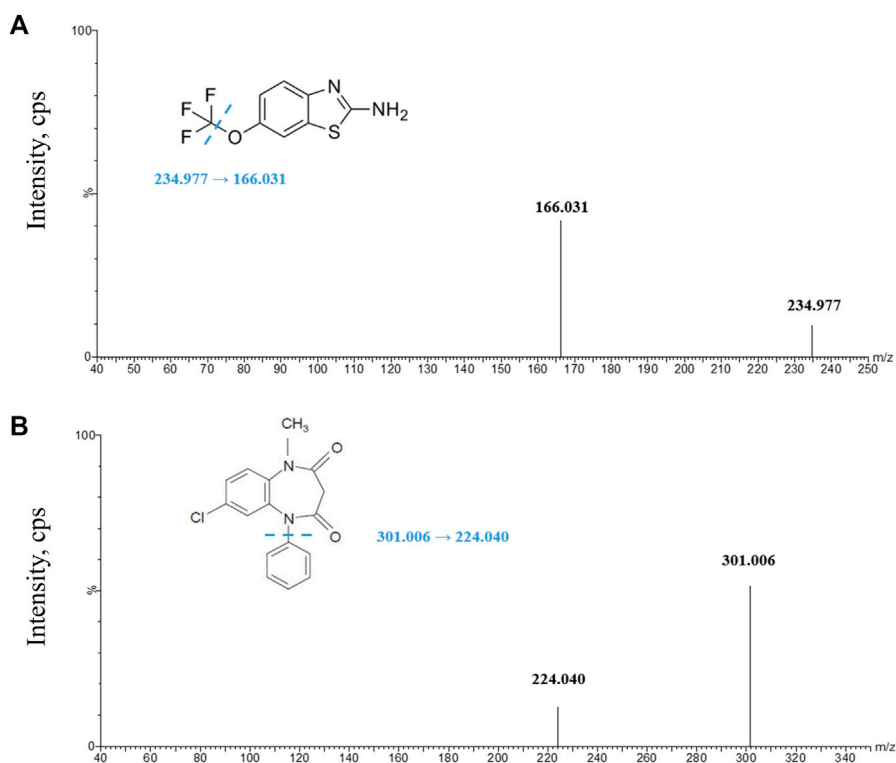 A
100
F
F
F
O
N
S
NH2
234.977 → 166.031
Intensity, cps
%
166.031
234.977
0
40 50 60 70 80 90 100 110 120 130 140 150 160 170 180 190 200 210 220 230 240 250 m/z
B
100
CH3
N
O
Cl
N
O
301.006 → 224.040
Intensity, cps
%
301.006
224.040
0
40 60 80 100 120 140 160 180 200 220 240 260 280 300 320 340 m/z